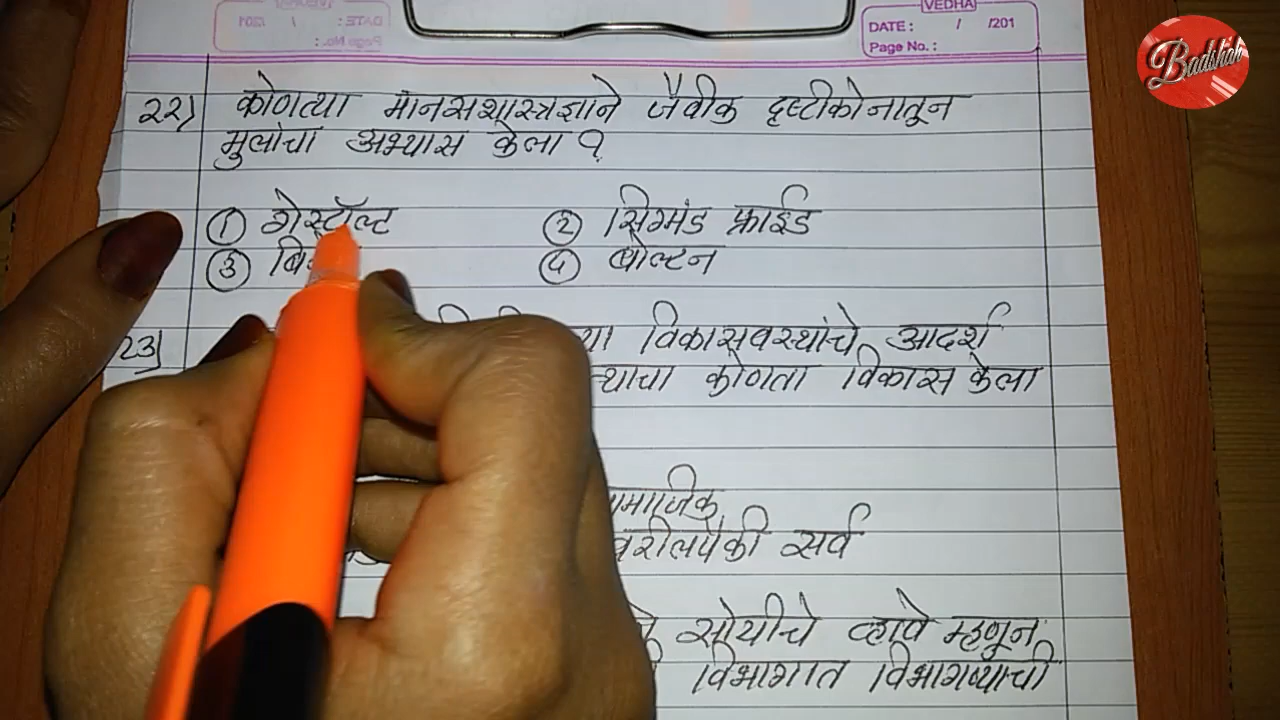 VEDHA
DATE : / /201
Page No. :
Badshah
२२) कोणत्या मानसशास्त्रज्ञाने जैवीक दृष्टीकोनातून
मुलांचा अभ्यास केला ?
① गेस्टॉल्ट ② सिग्मंड फ्राईड
③ ④ बोल्टन
२३) विकासवस्थांचे आदर्श
कोणता विकास केला
वरीलपैकी सर्व
सोयीचे व्हावे म्हणून
विभागात विभागण्याची